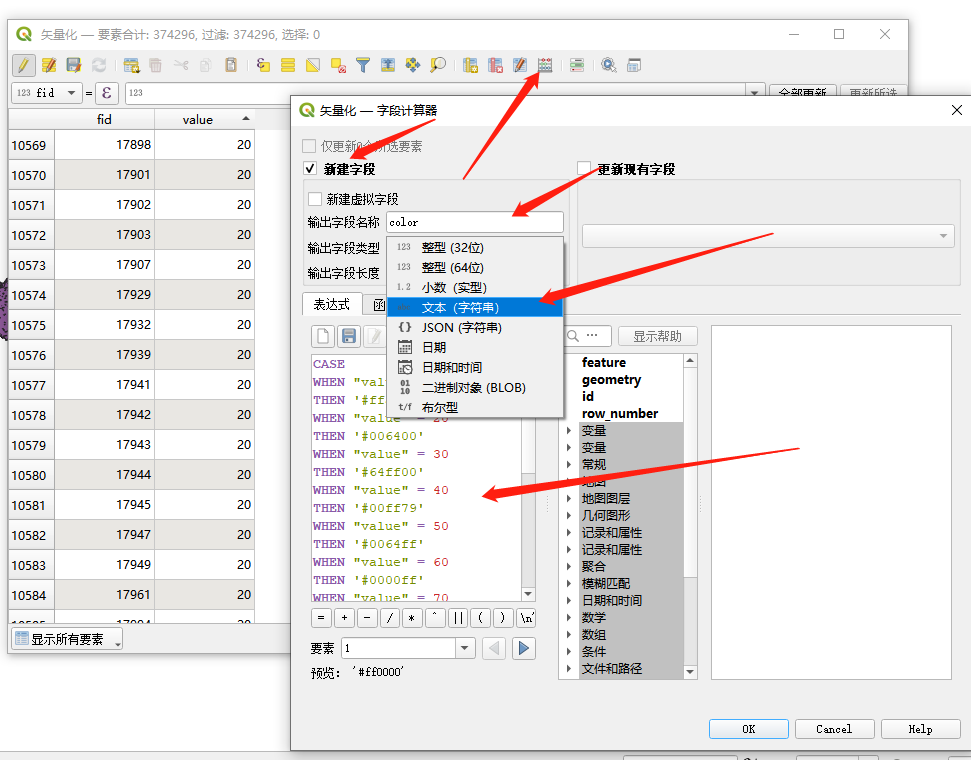 矢量化 — 要素合计: 374296, 过滤: 374296, 选择: 0
123 fid = ε 123 全部更新 更新所选
fid value
10569 17898 20
10570 17901 20
10571 17902 20
10572 17903 20
10573 17907 20
10574 17929 20
10575 17932 20
10576 17939 20
10577 17941 20
10578 17942 20
10579 17943 20
10580 17944 20
10581 17945 20
10582 17947 20
10583 17949 20
10584 17961 20
显示所有要素
矢量化 — 字段计算器
仅更新0个所选要素
新建字段 更新现有字段
新建虚拟字段
输出字段名称 color
输出字段类型
输出字段长度
123 整型 (32位)
123 整型 (64位)
1.2 小数 (实型)
文本 (字符串)
{} JSON (字符串)
日期
日期和时间
二进制对象 (BLOB)
t/f 布尔型
表达式 函
显示帮助
CASE
WHEN "val
THEN '#ff
WHEN "value" = 20
THEN '#006400'
WHEN "value" = 30
THEN '#64ff00'
WHEN "value" = 40
THEN '#00ff79'
WHEN "value" = 50
THEN '#0064ff'
WHEN "value" = 60
THEN '#0000ff'
WHEN "value" = 70
feature
geometry
id
row_number
变量
变量
常规
地图
地图图层
几何图形
记录和属性
记录和属性
聚合
模糊匹配
日期和时间
数学
数组
条件
文件和路径
= + - / * ^ || ( ) '\n'
要素 1
预览: '#ff0000'
OK Cancel Help